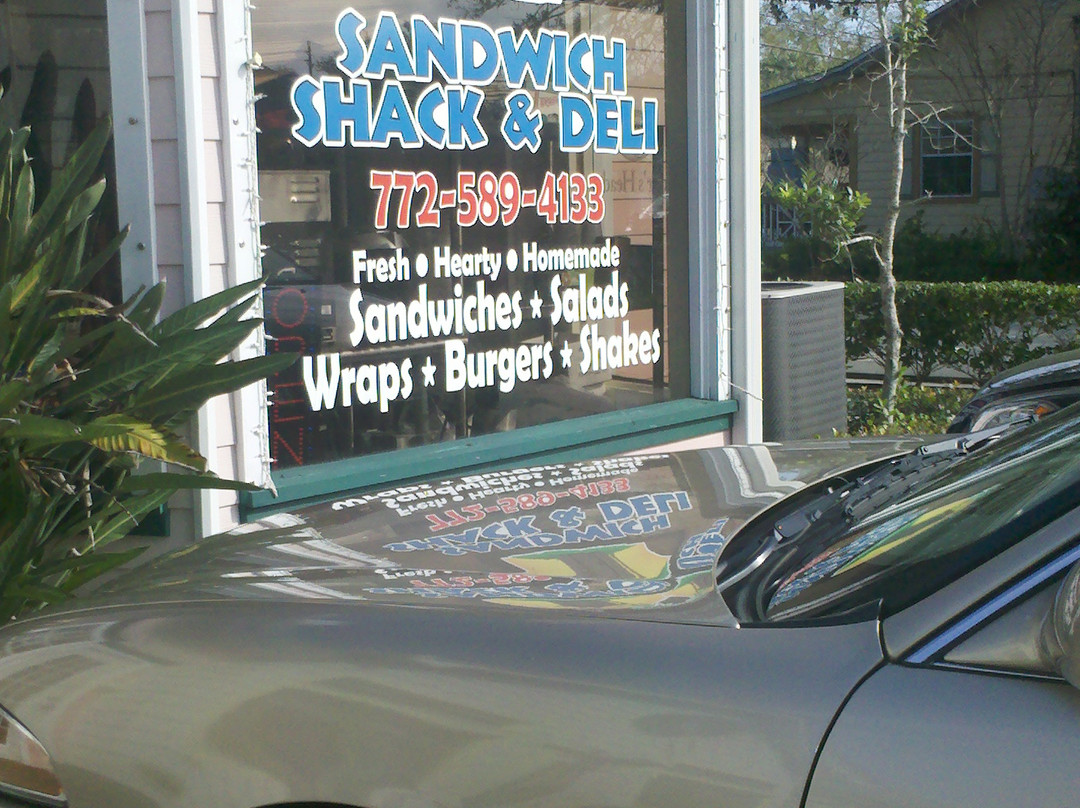 SANDWICH
SHACK & DELI
772-589-4133
Fresh • Hearty • Homemade
Sandwiches ★ Salads
Wraps ★ Burgers ★ Shakes